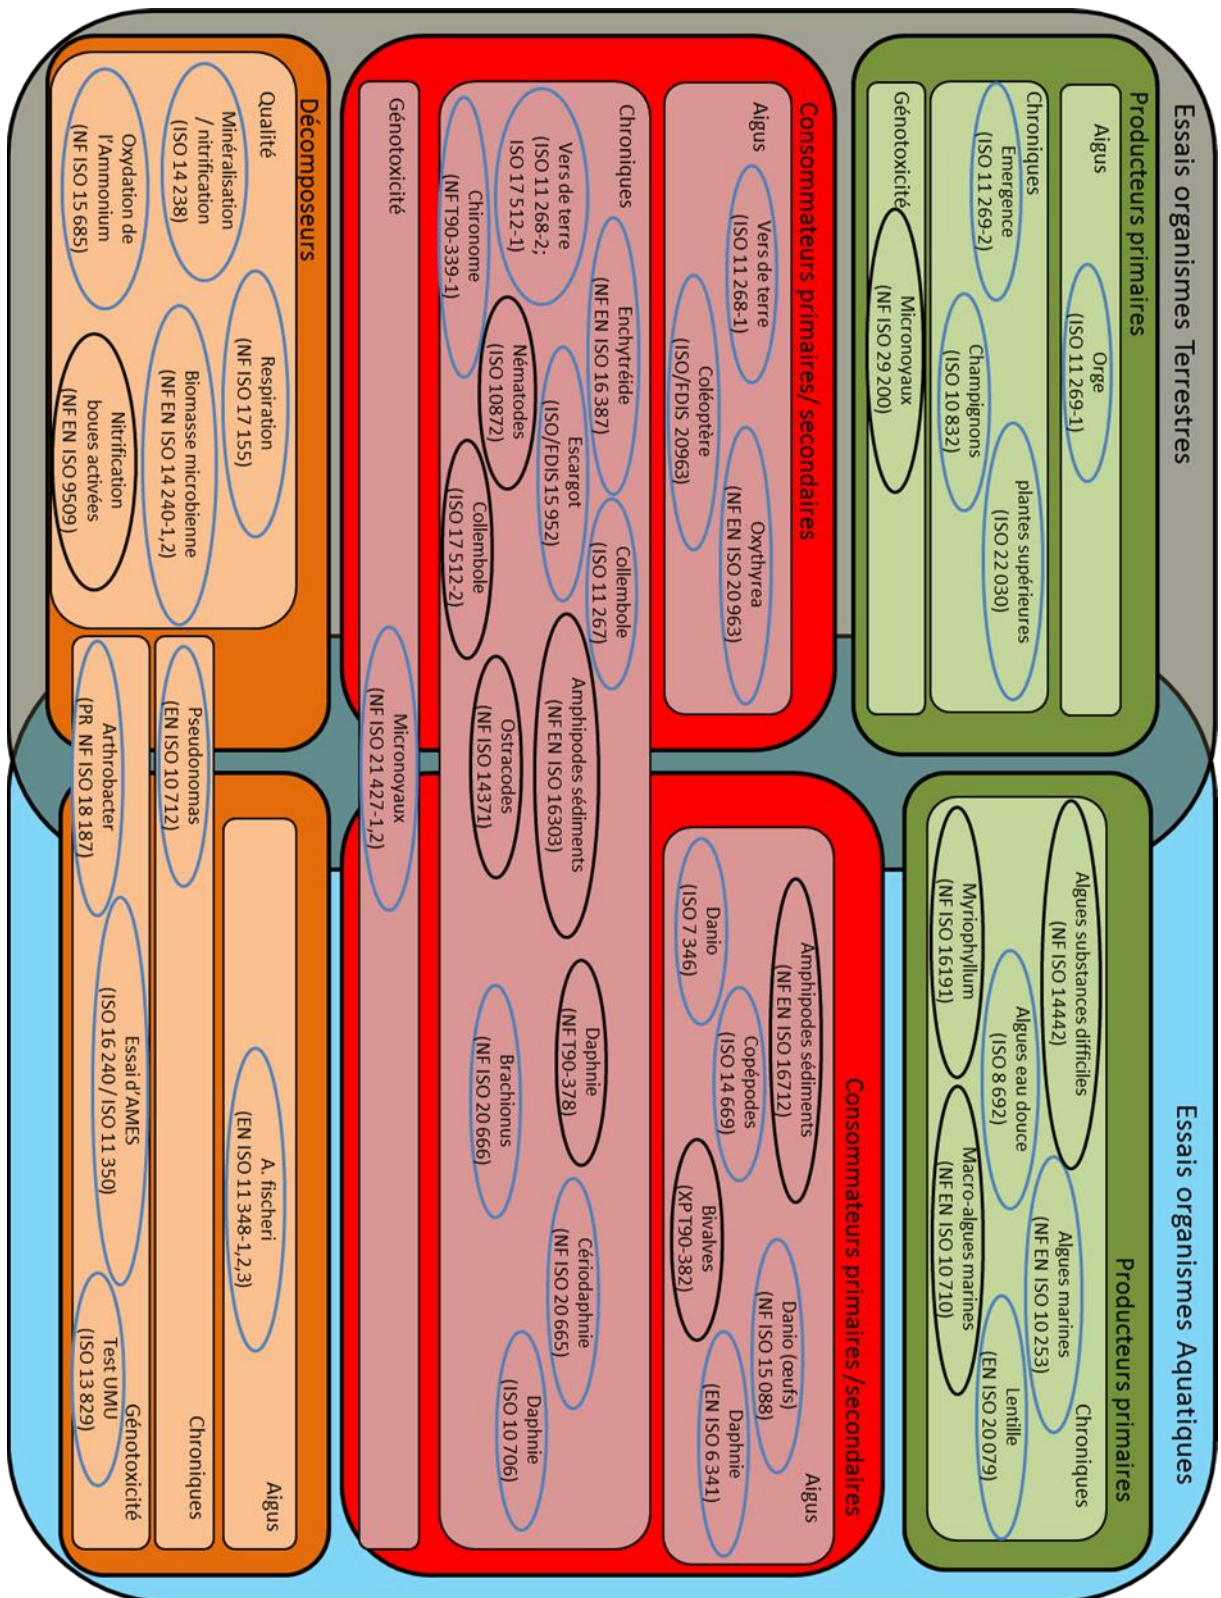 Essais organismes Terrestres
Producteurs primaires
Aigus
Orge
(ISO 11 269-1)
Chroniques
Emergence
(ISO 11 269-2)
plantes supérieures
(ISO 22 030)
Champignons
(ISO 10 832)
Génotoxicité
Micronoyaux
(NF ISO 29 200)
Consommateurs primaires/ secondaires
Aigus
Vers de terre
(ISO 11 268-1)
Oxythyrea
(NF EN ISO 20 963)
Coléoptère
(ISO/FDIS 20963)
Chroniques
Enchytréide
(NF EN ISO 16 387)
Collembole
(ISO 11 267)
Vers de terre
(ISO 11 268-2;
ISO 17 512-1)
Escargot
(ISO/FDIS 15 952)
Nématodes
(ISO 10872)
Chironome
(NF T90-339-1)
Collembole
(ISO 17 512-2)
Amphipodes sédiments
(NF EN ISO 16303)
Ostracodes
(NF ISO 14371)
Daphnie
(NF T90-378)
Brachionus
(NF ISO 20 666)
Cériodaphnie
(NF ISO 20 665)
Daphnie
(ISO 10 706)
Génotoxicité
Micronoyaux
(NF ISO 21 427-1,2)
Décomposeurs
Qualité
Minéralisation
/ nitrification
(ISO 14 238)
Respiration
(NF ISO 17 155)
Oxydation de
l'Ammonium
(NF ISO 15 685)
Biomasse microbienne
(NF EN ISO 14 240-1,2)
Nitrification
boues activées
(NF EN ISO 9509)
Essais organismes Aquatiques
Producteurs primaires
Chroniques
Algues substances difficiles
(NF ISO 14442)
Algues marines
(NF EN ISO 10 253)
Algues eau douce
(ISO 8 692)
Lentille
(EN ISO 20 079)
Myriophyllum
(NF ISO 16191)
Macro-algues marines
(NF EN ISO 10 710)
Consommateurs primaires /secondaires
Aigus
Amphipodes sédiments
(NF EN ISO 16712)
Danio (œufs)
(NF ISO 15 088)
Copépodes
(ISO 14 669)
Danio
(ISO 7 346)
Bivalves
(XP T90-382)
Daphnie
(EN ISO 6 341)
Aigus
A. fischeri
(EN ISO 11 348-1,2,3)
Chroniques
Pseudonomas
(EN ISO 10 712)
Génotoxicité
Arthrobacter
(PR NF ISO 18 187)
Essai d'AMES
(ISO 16 240 / ISO 11 350)
Test UMU
(ISO 13 829)